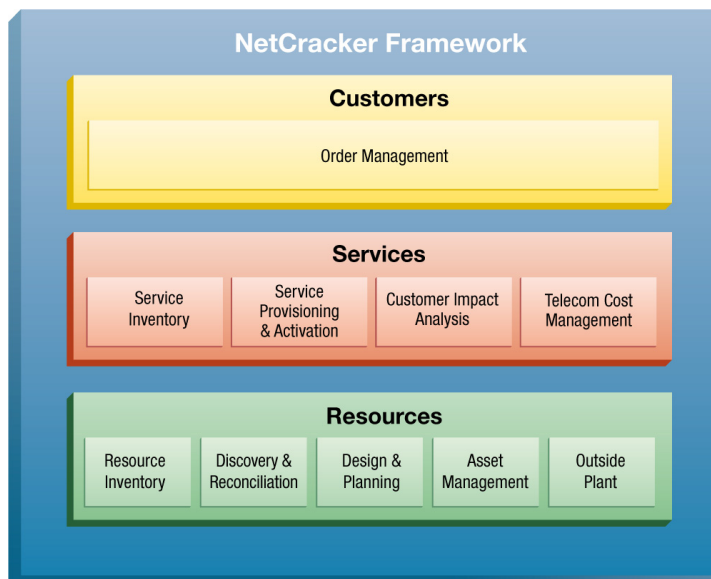 NetCracker Framework
Customers
Order Management
Services
Service
Inventory
Service
Provisioning
& Activation
Customer Impact
Analysis
Telecom Cost
Management
Resources
Resource
Inventory
Discovery &
Reconciliation
Design &
Planning
Asset
Management
Outside
Plant